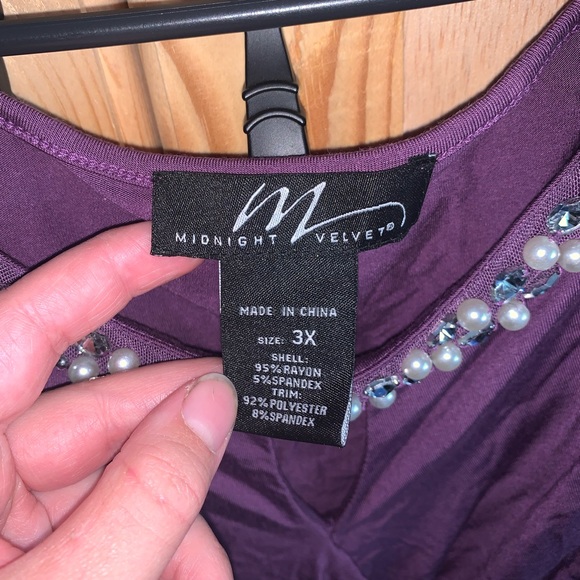 M
MIDNIGHT VELVET®
MADE IN CHINA
SIZE: 3X
SHELL:
95%RAYON
5%SPANDEX
TRIM:
92%POLYESTER
8%SPANDEX